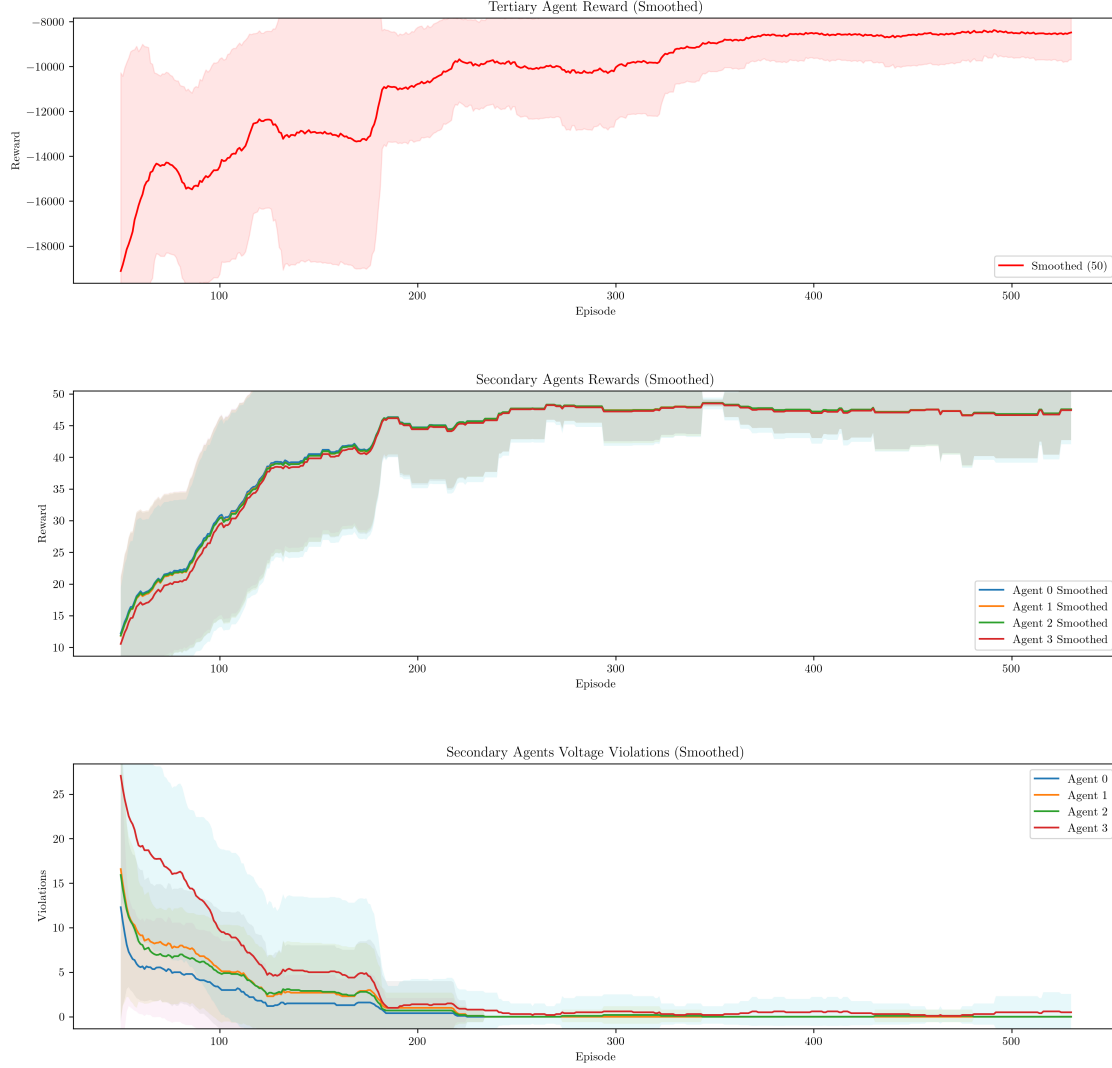 Tertiary Agent Reward (Smoothed)
−8000
−10000
−12000
−14000
−16000
−18000
Reward
Smoothed (50)
100 200 300 400 500
Episode
Secondary Agents Rewards (Smoothed)
50
45
40
35
30
25
20
15
10
Reward
Agent 0 Smoothed
Agent 1 Smoothed
Agent 2 Smoothed
Agent 3 Smoothed
100 200 300 400 500
Episode
Secondary Agents Voltage Violations (Smoothed)
25
20
15
10
5
0
Violations
Agent 0
Agent 1
Agent 2
Agent 3
100 200 300 400 500
Episode